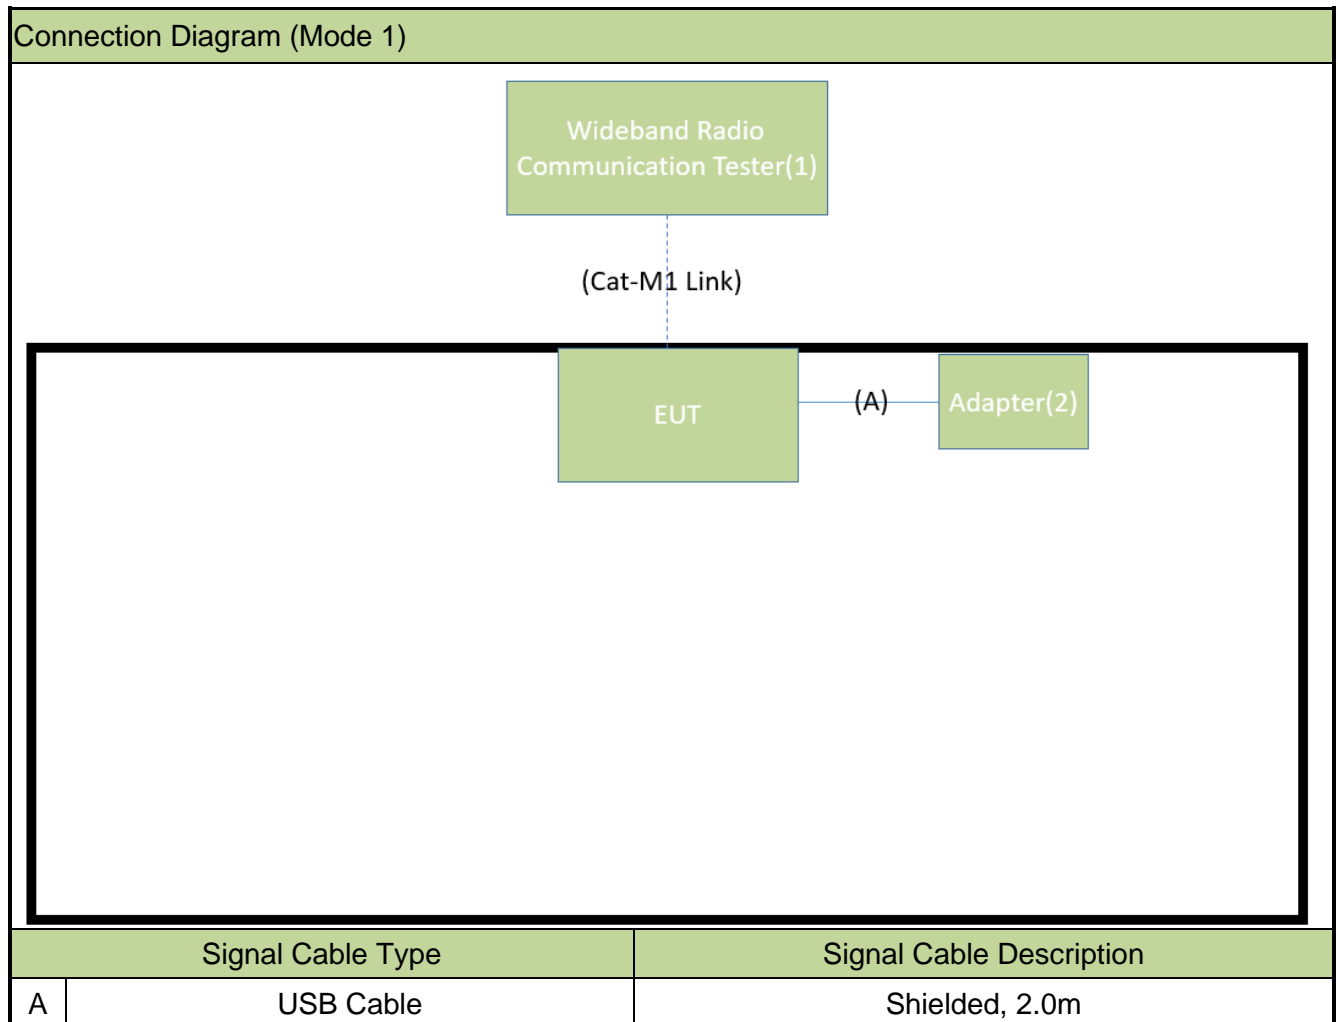 Connection Diagram (Mode 1)
Wideband Radio
Communication Tester(1)
(Cat-M1 Link)
EUT
(A)
Adapter(2)
Signal Cable Type
Signal Cable Description
A
USB Cable
Shielded, 2.0m